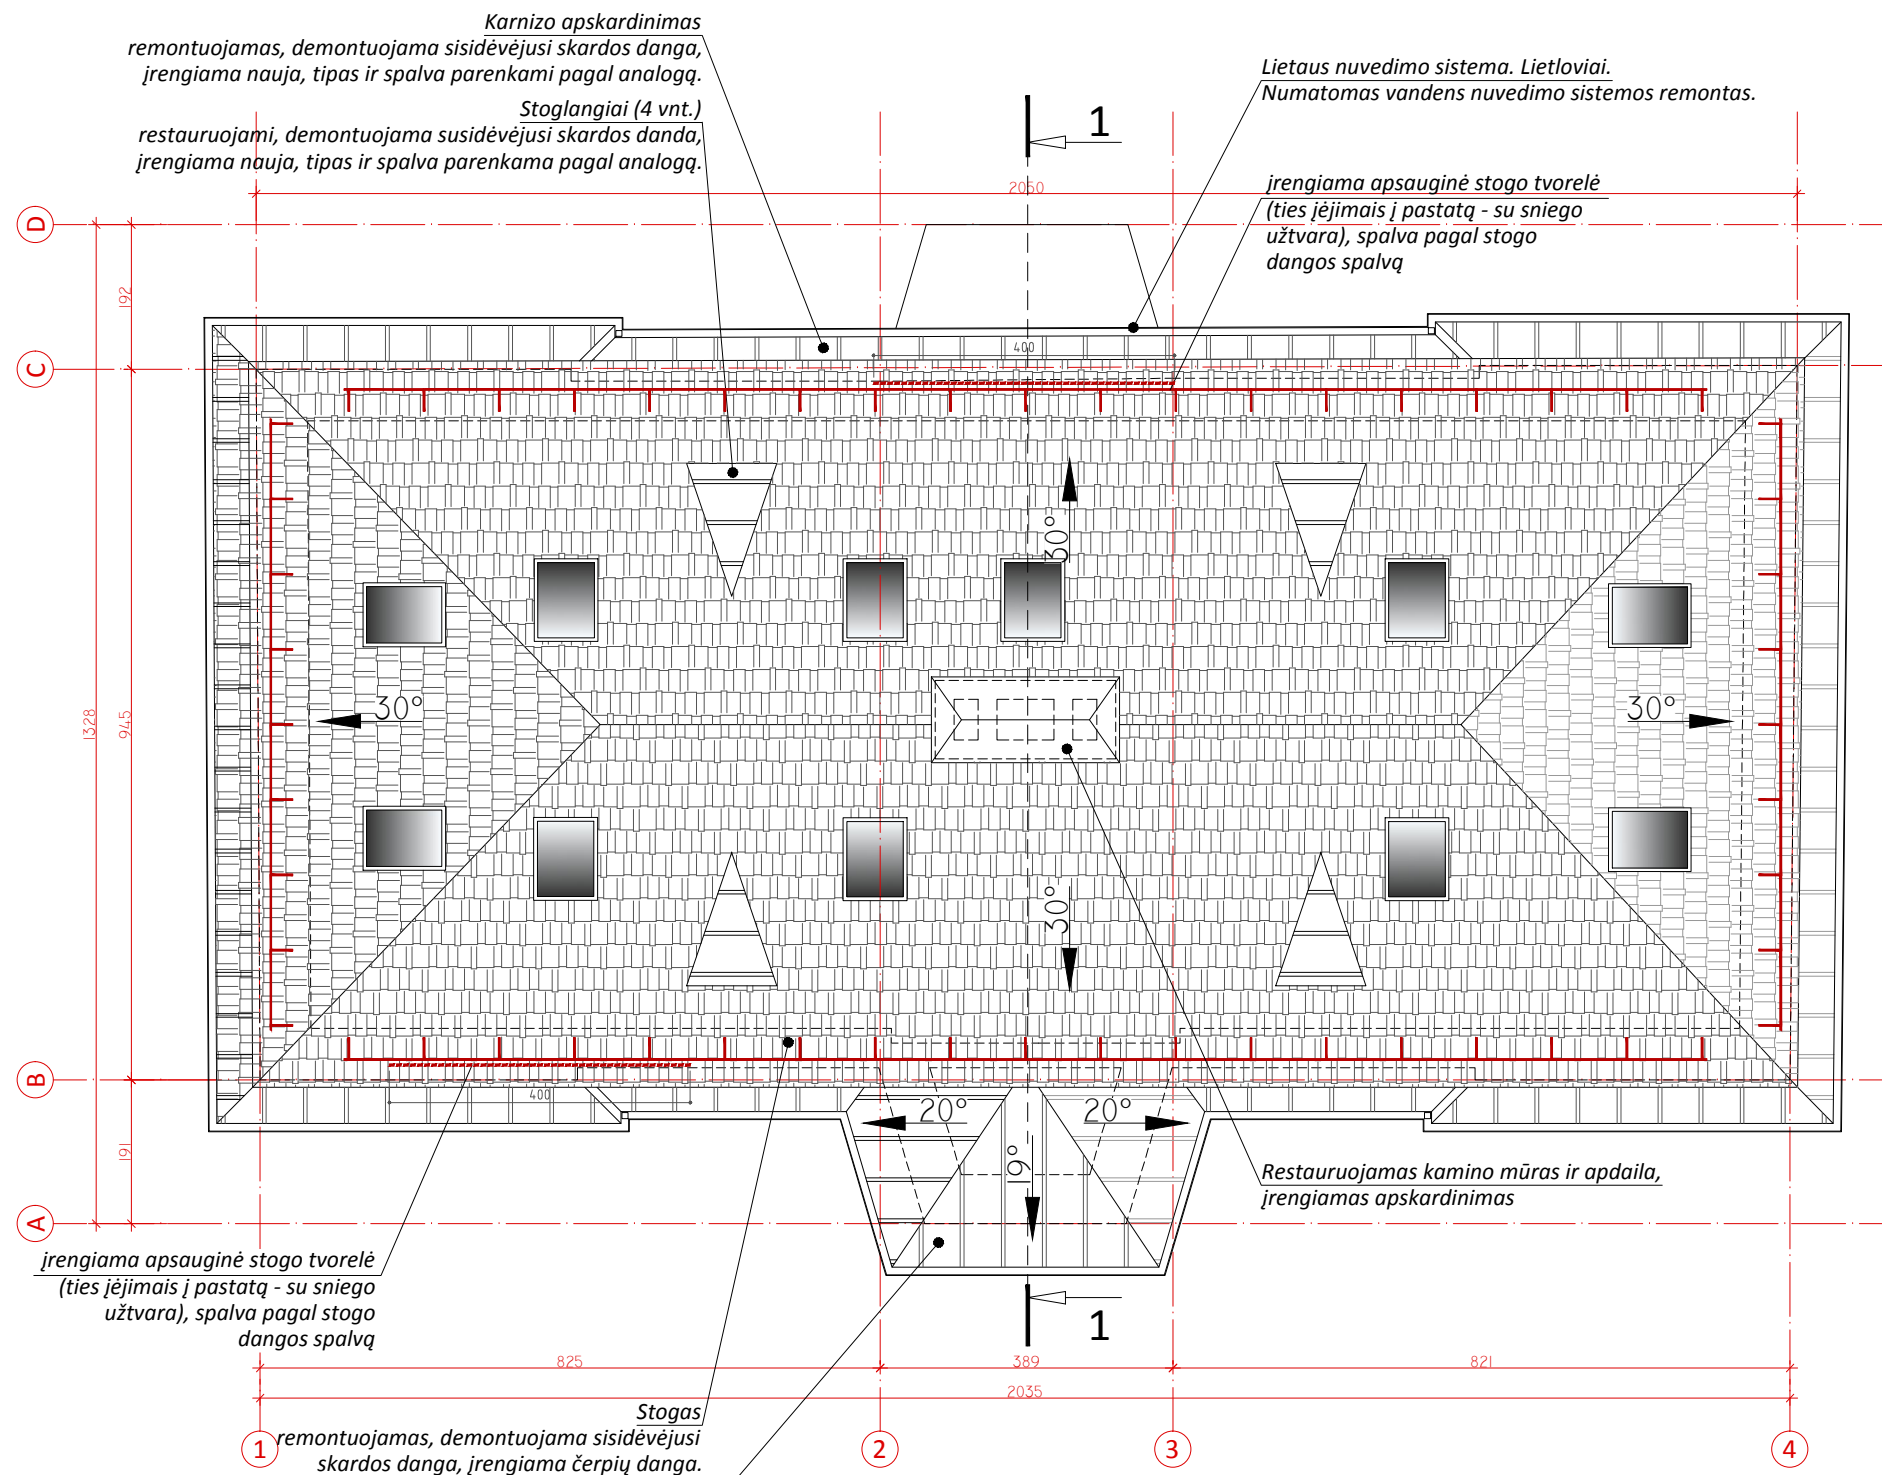 Karnizo apskardinimas
remontuojamas, demontuojama sisidėvėjusi skardos danga,
įrengiama nauja, tipas ir spalva parenkami pagal analogą.
Stoglangiai (4 vnt.)
restauruojami, demontuojama susidėvėjusi skardos danda,
įrengiama nauja, tipas ir spalva parenkama pagal analogą.
Lietaus nuvedimo sistema. Lietloviai.
Numatomas vandens nuvedimo sistemos remontas.
1
įrengiama apsauginė stogo tvorelė
(ties įėjimais į pastatą - su sniego
užtvara), spalva pagal stogo
dangos spalvą
2050
D
192
C
400
30°
30°
30°
1328
945
30°
B
400
20°
20°
19°
191
A
Restauruojamas kamino mūras ir apdaila,
įrengiamas apskardinimas
įrengiama apsauginė stogo tvorelė
(ties įėjimais į pastatą - su sniego
užtvara), spalva pagal stogo
dangos spalvą
1
825
389
821
2035
Stogas
remontuojamas, demontuojama sisidėvėjusi
skardos danga, įrengiama čerpių danga.
1
2
3
4